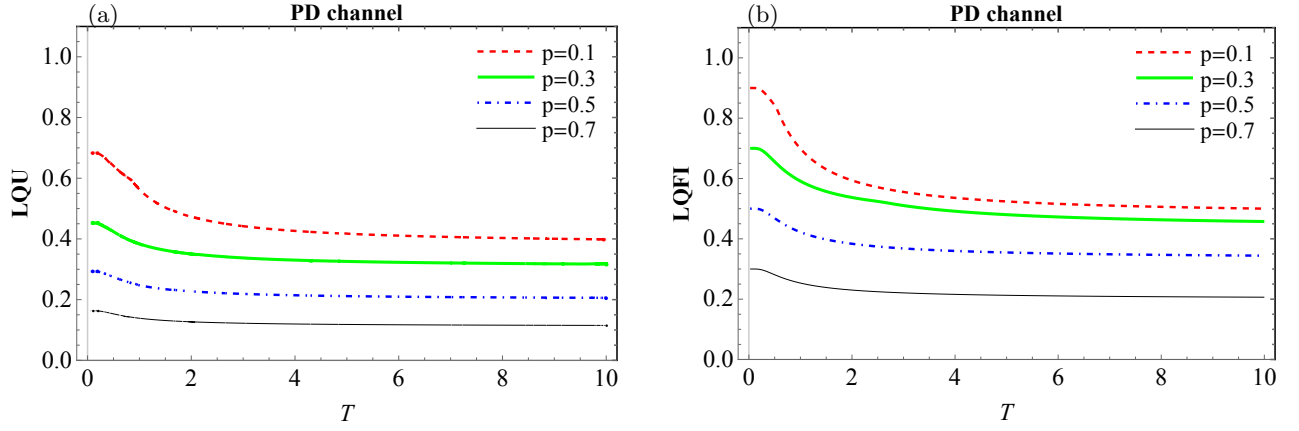 (a) PD channel
1.0
0.8
0.6
0.4
0.2
0.0
LQU
p=0.1
p=0.3
p=0.5
p=0.7
0 2 4 6 8 10
T
(b) PD channel
1.0
0.8
0.6
0.4
0.2
0.0
LQFI
p=0.1
p=0.3
p=0.5
p=0.7
0 2 4 6 8 10
T